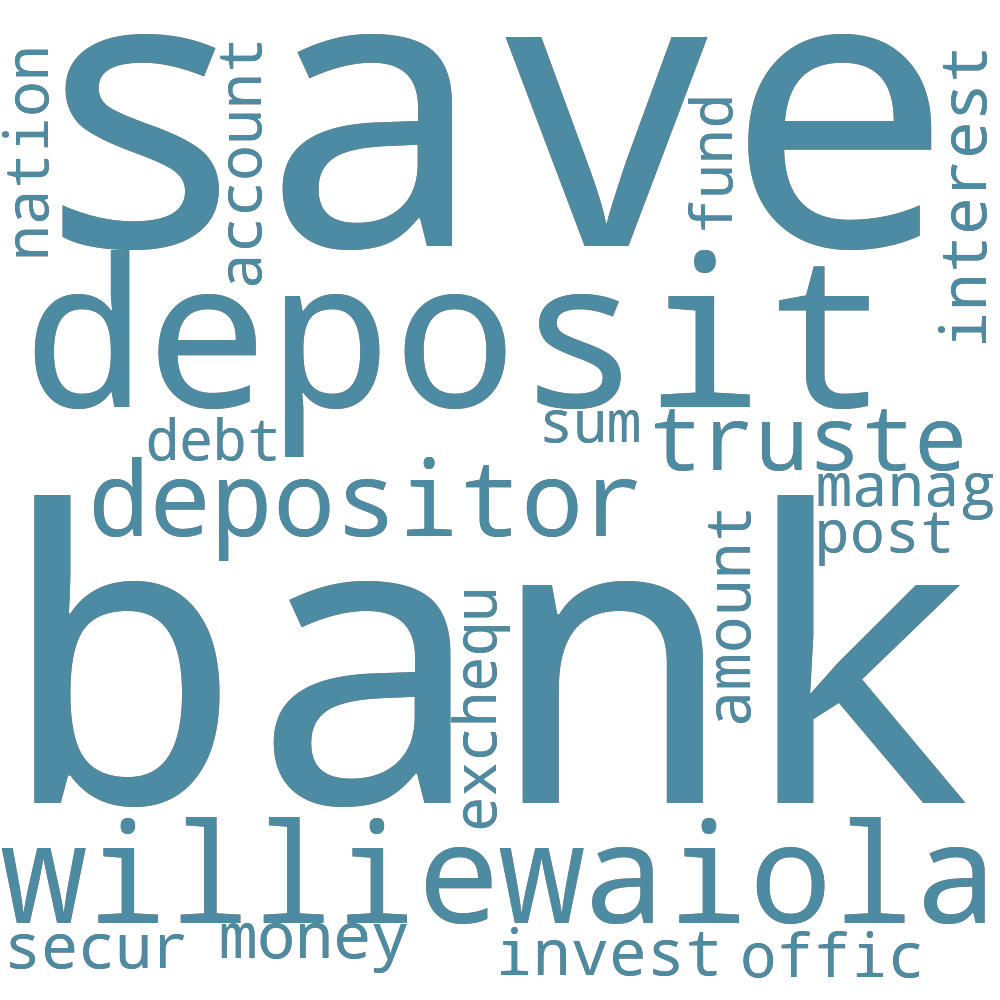 save
nation
account
fund
interest
deposit
debt
sum
truste
depositor
manag
post
bank
exchequ
amount
williewaiola
secur
money
invest
offic